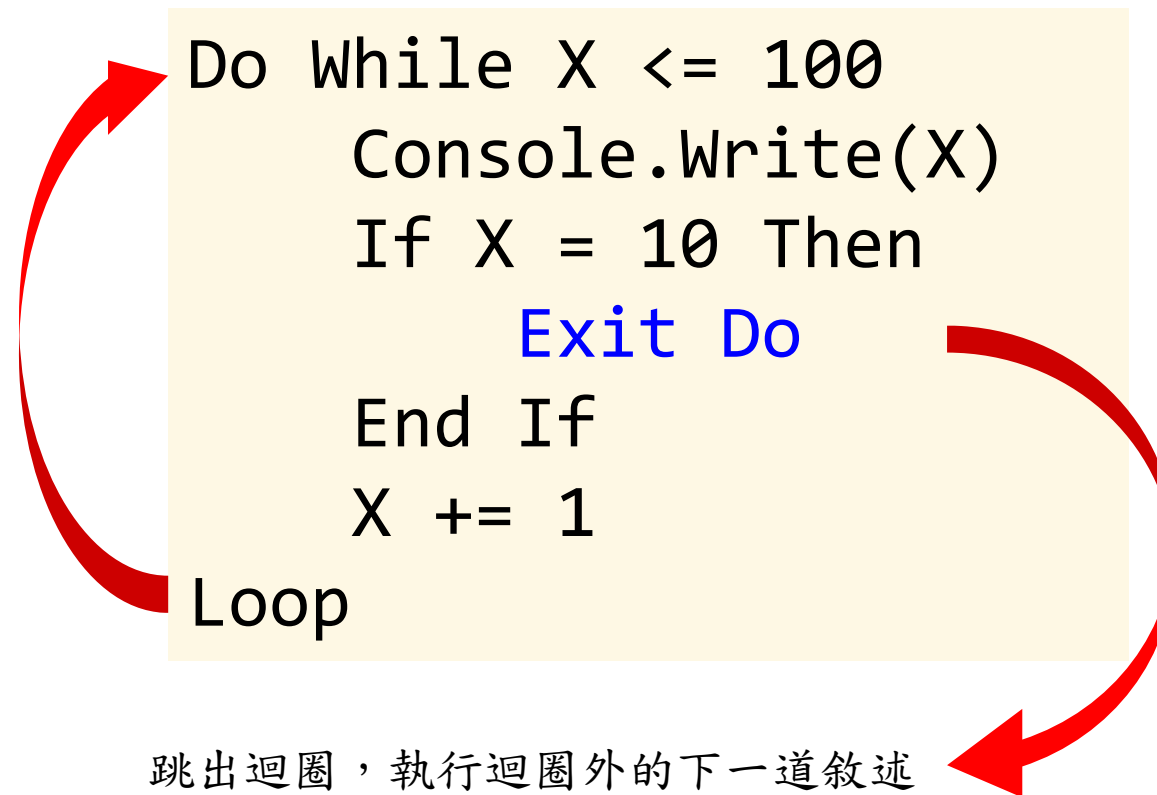 Do While X <= 100
Console.Write(X)
If X = 10 Then
Exit Do
End If
X += 1
Loop
跳出迴圈，執行迴圈外的下一道敘述